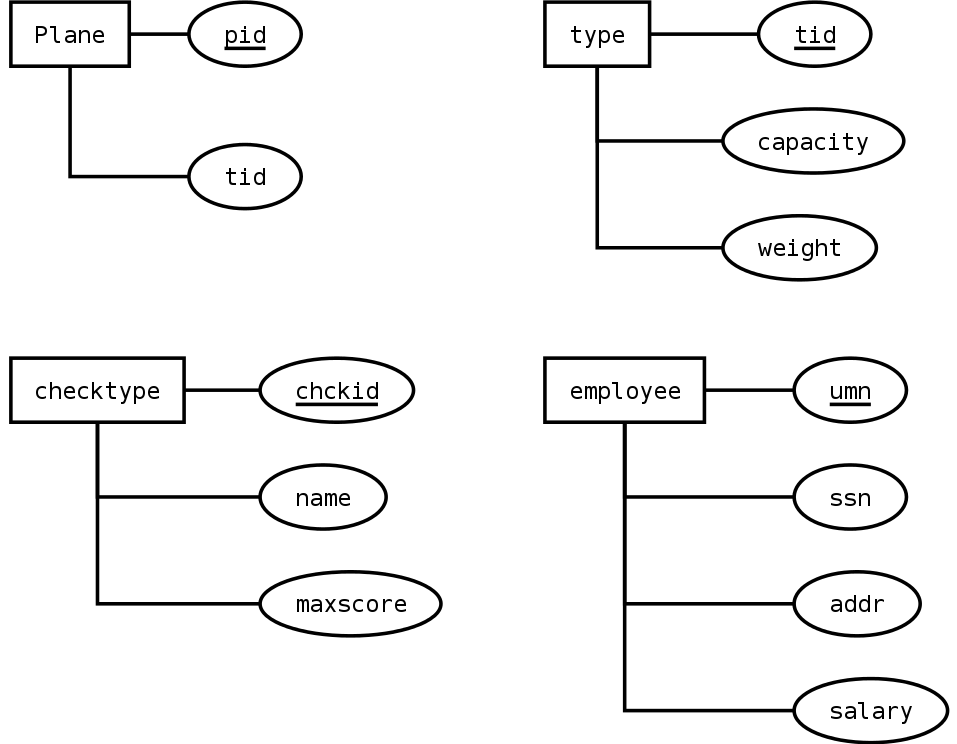 Plane
pid
tid
type
tid
capacity
weight
checktype
chckid
name
maxscore
employee
umn
ssn
addr
salary